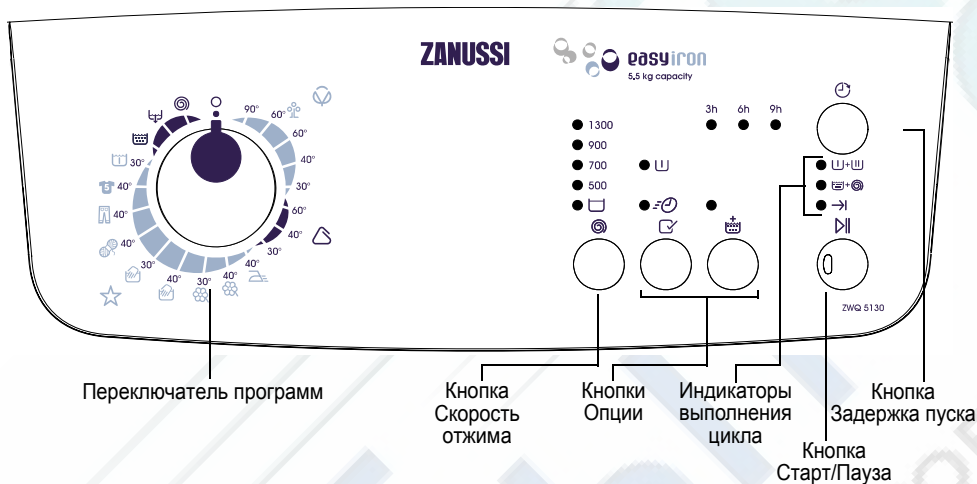 ZANUSSI
easyiron
5.5 kg capacity
3h 6h 9h
1300
900
700
500
90°
60°
60°
40°
30°
60°
40°
30°
40°
40°
30°
40°
30°
40°
40°
40°
30°
5
ZWQ 5130
Переключатель программ
Кнопка
Скорость
отжима
Кнопки
Опции
Индикаторы
выполнения
цикла
Кнопка
Задержка пуска
Кнопка
Старт/Пауза